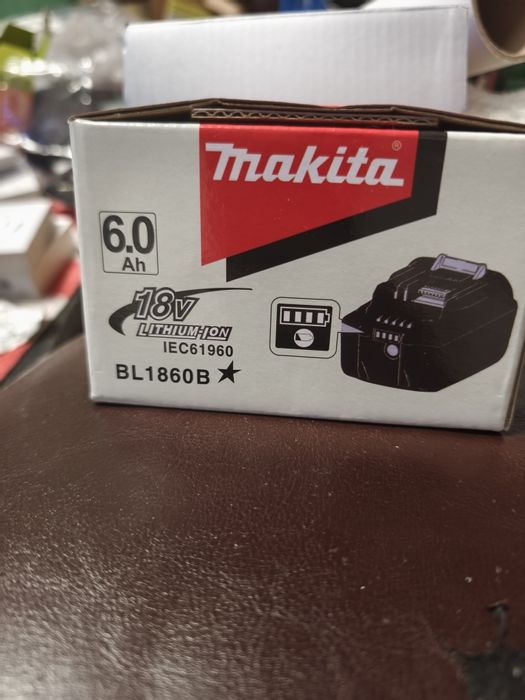 makita®
6.0
Ah
18V
LITHIUM-ION
IEC61960
BL1860B★